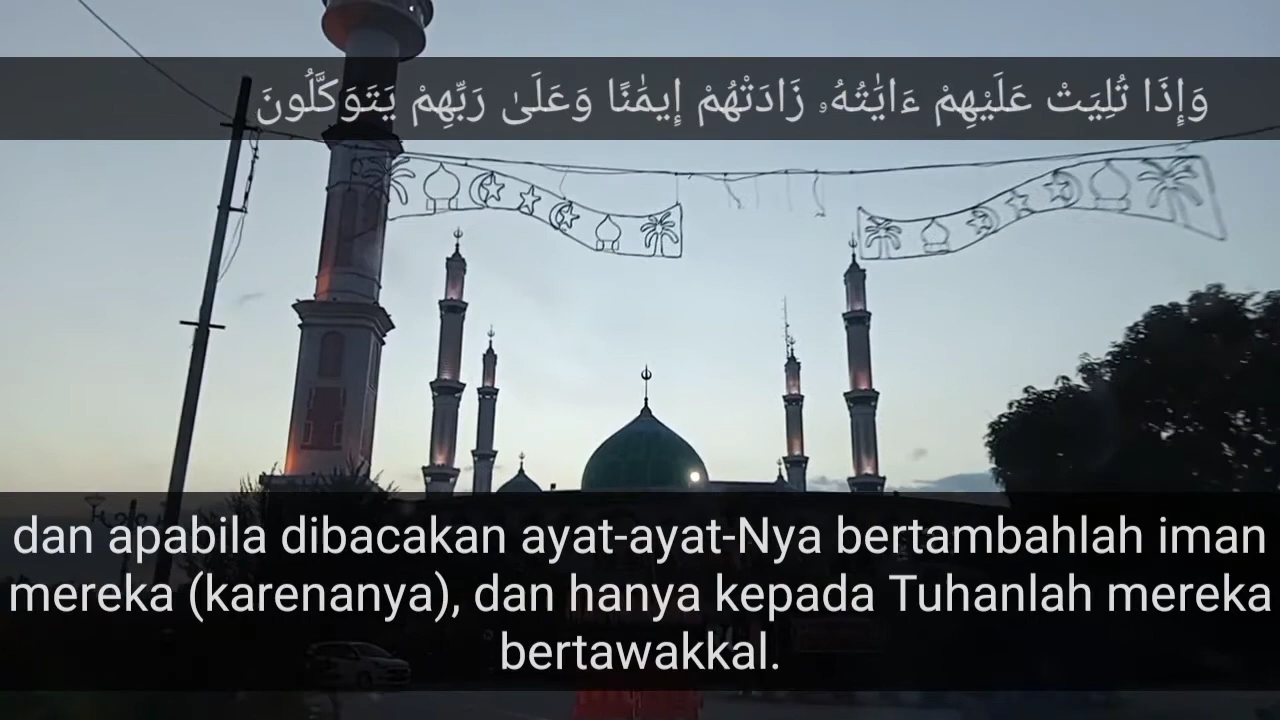 وَإِذَا تُلِيَتْ عَلَيْهِمْ ءَايَٰتُهُۥ زَادَتْهُمْ إِيمَٰنًا وَعَلَىٰ رَبِّهِمْ يَتَوَكَّلُونَ
dan apabila dibacakan ayat-ayat-Nya bertambahlah iman
mereka (karenanya), dan hanya kepada Tuhanlah mereka
bertawakkal.